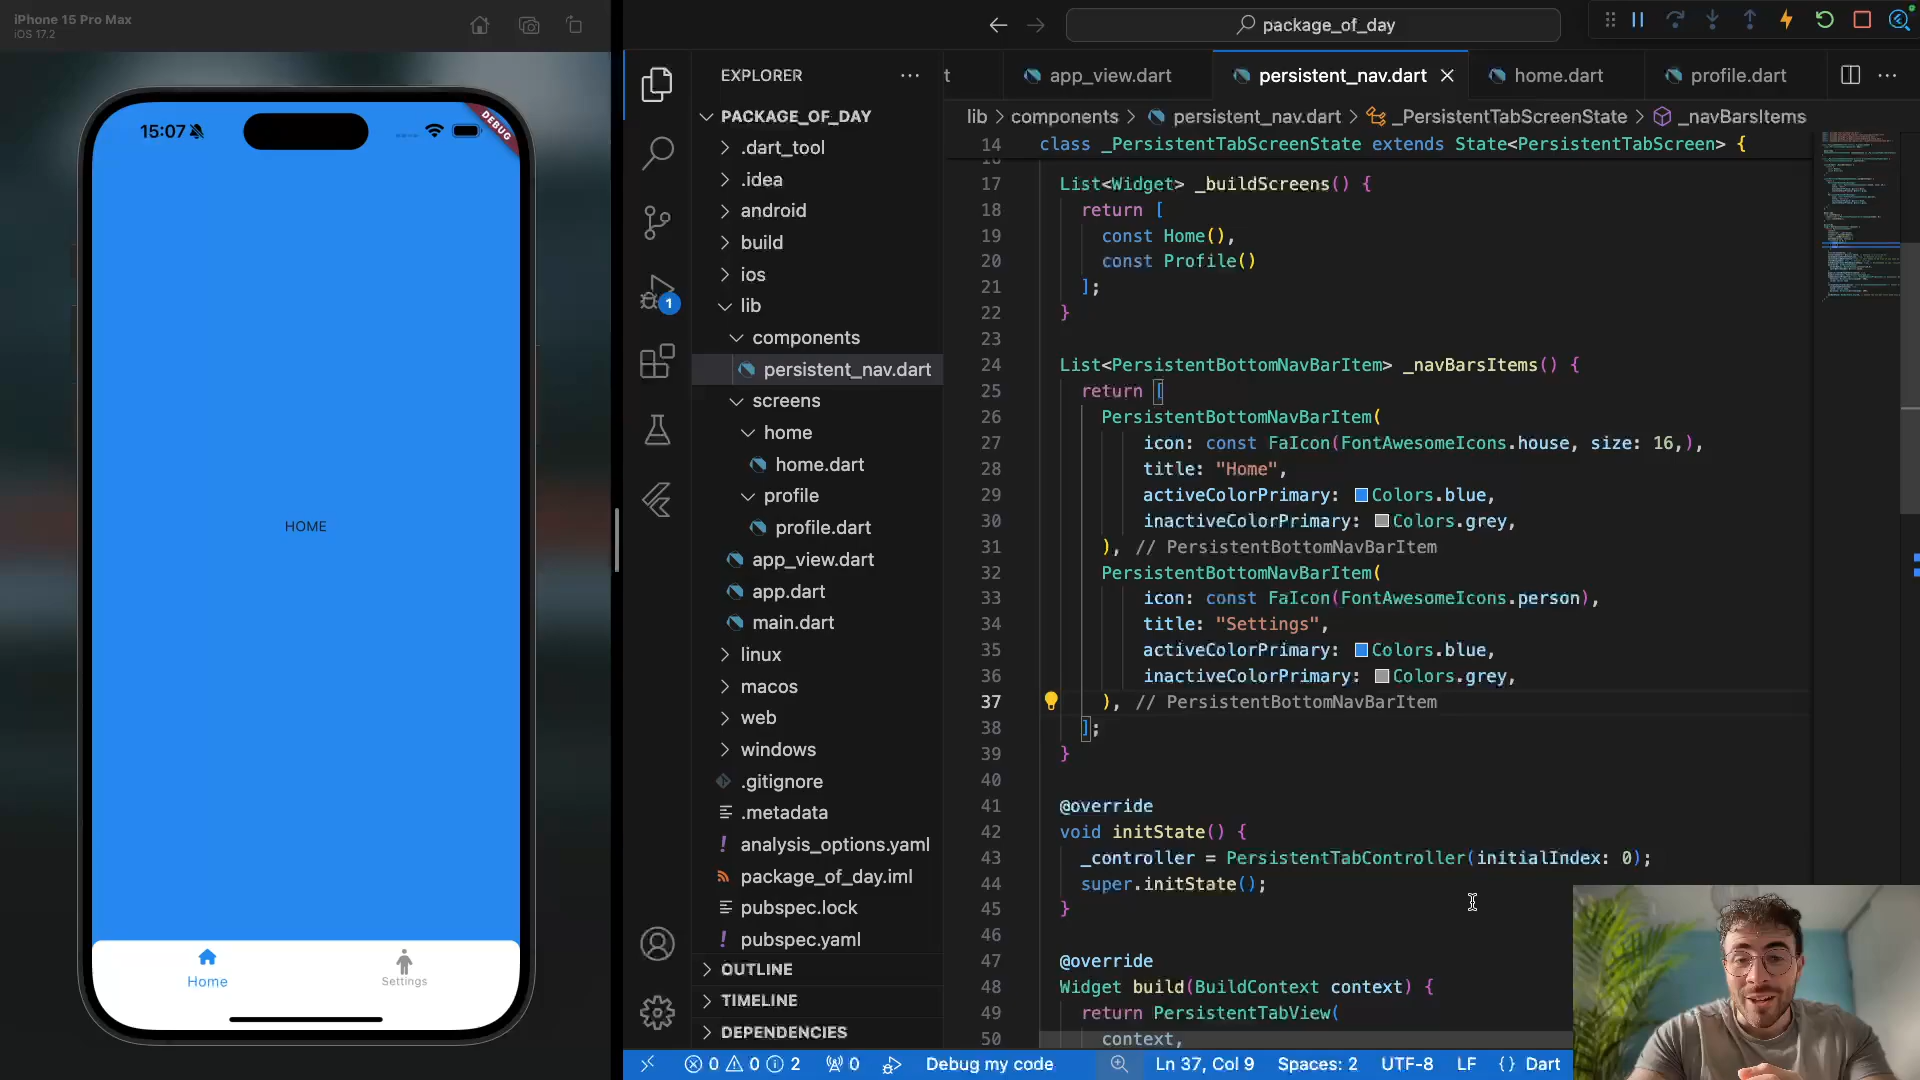 iPhone 15 Pro Max
iOS 17.2
15:07
DEBUG
HOME
Home
Settings
package_of_day
EXPLORER
t
app_view.dart
persistent_nav.dart
home.dart
profile.dart
lib > components > persistent_nav.dart > _PersistentTabScreenState > _navBarsItems
PACKAGE_OF_DAY
.dart_tool
.idea
android
build
ios
lib
components
persistent_nav.dart
screens
home
home.dart
profile
profile.dart
app_view.dart
app.dart
main.dart
linux
macos
web
windows
.gitignore
.metadata
! analysis_options.yaml
package_of_day.iml
pubspec.lock
! pubspec.yaml
OUTLINE
TIMELINE
DEPENDENCIES
1
14 class _PersistentTabScreenState extends State<PersistentTabScreen> {
16
17 List<Widget> _buildScreens() {
18 return [
19 const Home(),
20 const Profile()
21 ];
22 }
23
24 List<PersistentBottomNavBarItem> _navBarsItems() {
25 return [
26 PersistentBottomNavBarItem(
27 icon: const FaIcon(FontAwesomeIcons.house, size: 16,),
28 title: "Home",
29 activeColorPrimary: Colors.blue,
30 inactiveColorPrimary: Colors.grey,
31 ), // PersistentBottomNavBarItem
32 PersistentBottomNavBarItem(
33 icon: const FaIcon(FontAwesomeIcons.person),
34 title: "Settings",
35 activeColorPrimary: Colors.blue,
36 inactiveColorPrimary: Colors.grey,
37 ), // PersistentBottomNavBarItem
38 ];
39 }
40
41 @override
42 void initState() {
43 _controller = PersistentTabController(initialIndex: 0);
44 super.initState();
45 }
46
47 @override
48 Widget build(BuildContext context) {
49 return PersistentTabView(
50 context,
0 0 2 0 Debug my code Ln 37, Col 9 Spaces: 2 UTF-8 LF {} Dart